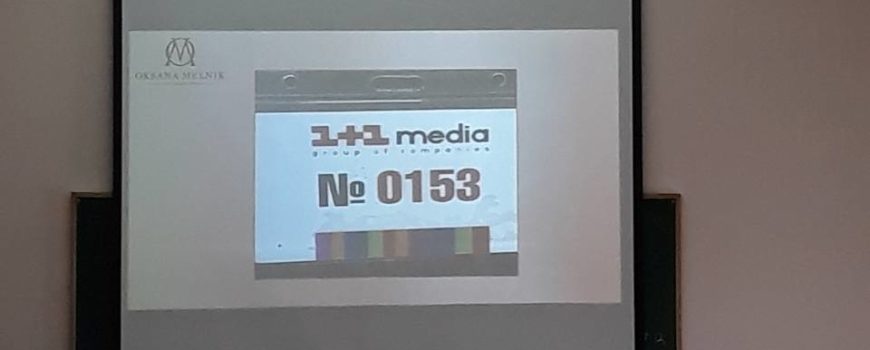 OKSANA MELNIK
1+1 media
group of companies
№ 0153